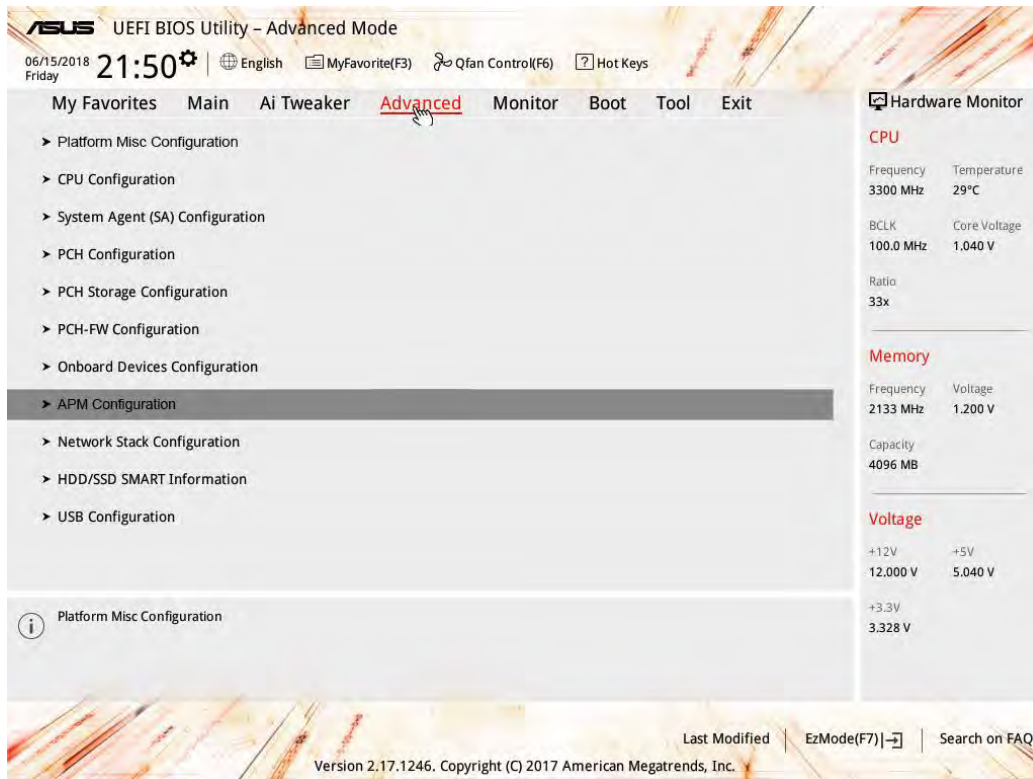 ASUS UEFI BIOS Utility – Advanced Mode
06/15/2018
Friday
21:50
English MyFavorite(F3) Qfan Control(F6) ? Hot Keys
My Favorites Main Ai Tweaker Advanced Monitor Boot Tool Exit
Platform Misc Configuration
CPU Configuration
System Agent (SA) Configuration
PCH Configuration
PCH Storage Configuration
PCH-FW Configuration
Onboard Devices Configuration
APM Configuration
Network Stack Configuration
HDD/SSD SMART Information
USB Configuration
Platform Misc Configuration
Hardware Monitor
CPU
Frequency Temperature
3300 MHz 29°C
BCLK Core Voltage
100.0 MHz 1.040 V
Ratio
33x
Memory
Frequency Voltage
2133 MHz 1.200 V
Capacity
4096 MB
Voltage
+12V +5V
12.000 V 5.040 V
+3.3V
3.328 V
Last Modified EzMode(F7) Search on FAQ
Version 2.17.1246. Copyright (C) 2017 American Megatrends, Inc.